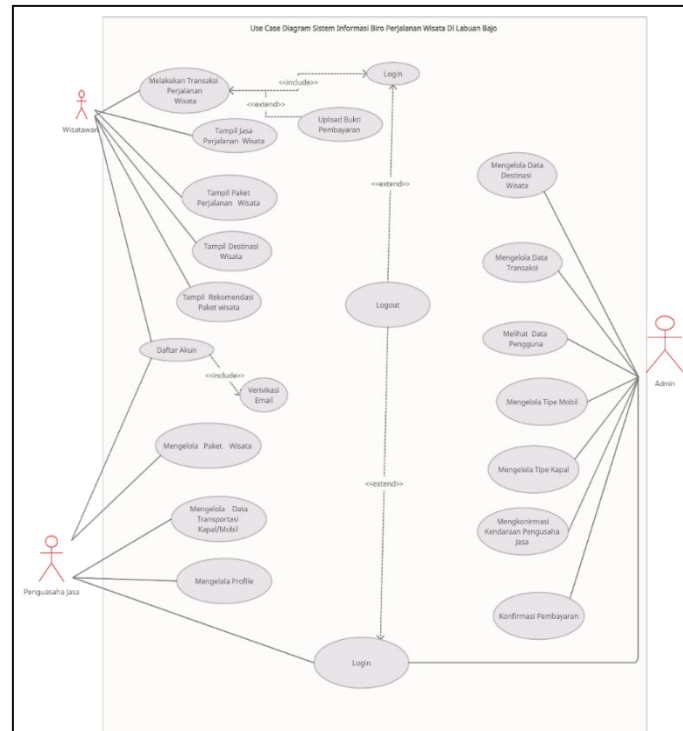 Use Case Diagram Sistem Informasi Biro Perjalanan Wisata Di Labuan Bajo
Melakukan Transaksi
Perjalanan
Wisata
<<include>>
Login
<<extend>>
Upload Bukti
Pembayaran
Wisatawan
Tampil Jasa
Perjalanan Wisata
Mengelola Data
Destinasi
Wisata
<<extend>>
Tampil Paket
Perjalanan Wisata
Tampil Destinasi
Wisata
Mengelola Data
Transaksi
Tampil Rekomendasi
Paket wisata
Logout
Melihat Data
Pengguna
Daftar Akun
<<include>>
Verivikasi
Email
Admin
Mengelola Tipe Mobil
Mengelola Paket Wisata
Mengelola Tipe Kapal
<<extend>>
Mengelola Data
Transportasi
Kapal/Mobil
Mengkonirmasi
Kendaraan Pengusaha
Jasa
Penguasaha Jasa
Mengelola Profile
Konfirmasi Pembayaran
Login